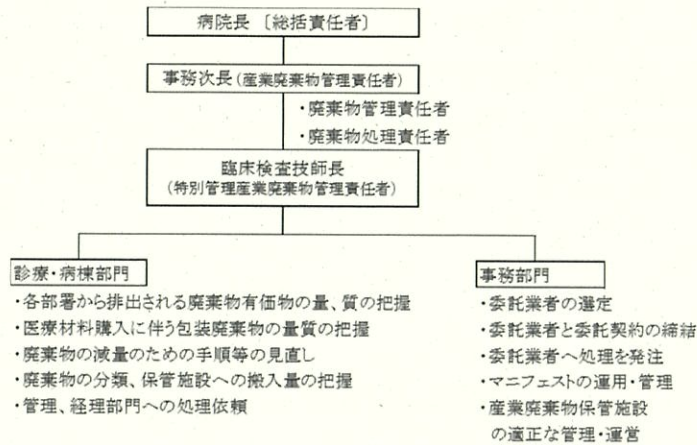 病院長 〔総括責任者〕
事務次長(産業廃棄物管理責任者)
・廃棄物管理責任者
・廃棄物処理責任者
臨床検査技師長
(特別管理産業廃棄物管理責任者)
診療・病棟部門
・各部署から排出される廃棄物有価物の量、質の把握
・医療材料購入に伴う包装廃棄物の量質の把握
・廃棄物の減量のための手順等の見直し
・廃棄物の分類、保管施設への搬入量の把握
・管理、経理部門への処理依頼
事務部門
・委託業者の選定
・委託業者と委託契約の締結
・委託業者へ処理を発注
・マニフェストの運用・管理
・産業廃棄物保管施設
の適正な管理・運営